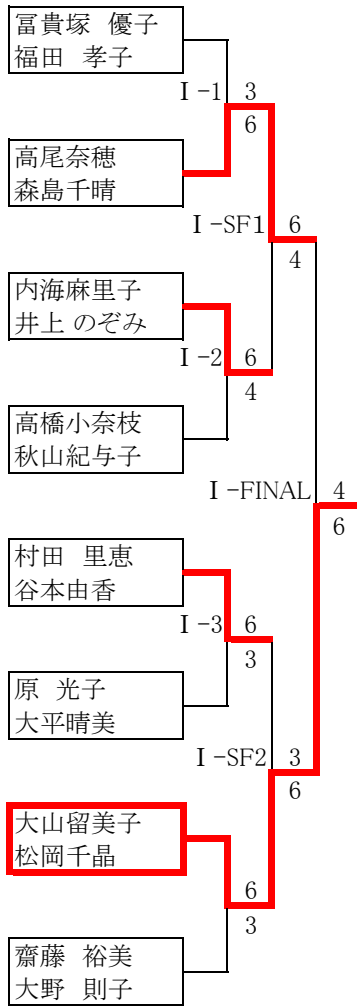 冨貴塚 優子
福田 孝子
I -1
3
6
高尾奈穂
森島千晴
I -SF1
6
4
内海麻里子
井上 のぞみ
I -2
6
4
高橋小奈枝
秋山紀与子
I -FINAL
4
6
村田 里恵
谷本由香
I -3
6
3
原 光子
大平晴美
I -SF2
3
6
大山留美子
松岡千晶
6
3
齋藤 裕美
大野 則子